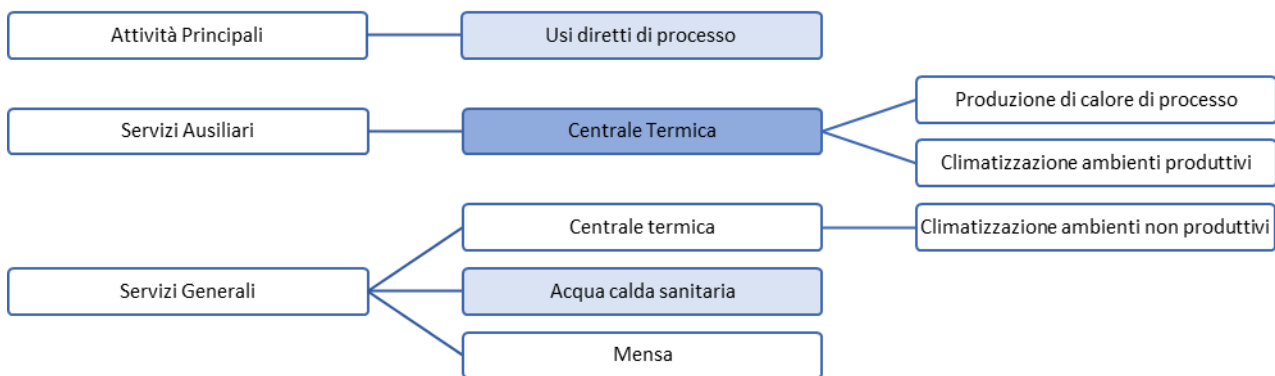 Attività Principali
Usi diretti di processo
Servizi Ausiliari
Centrale Termica
Produzione di calore di processo
Climatizzazione ambienti produttivi
Servizi Generali
Centrale termica
Climatizzazione ambienti non produttivi
Acqua calda sanitaria
Mensa